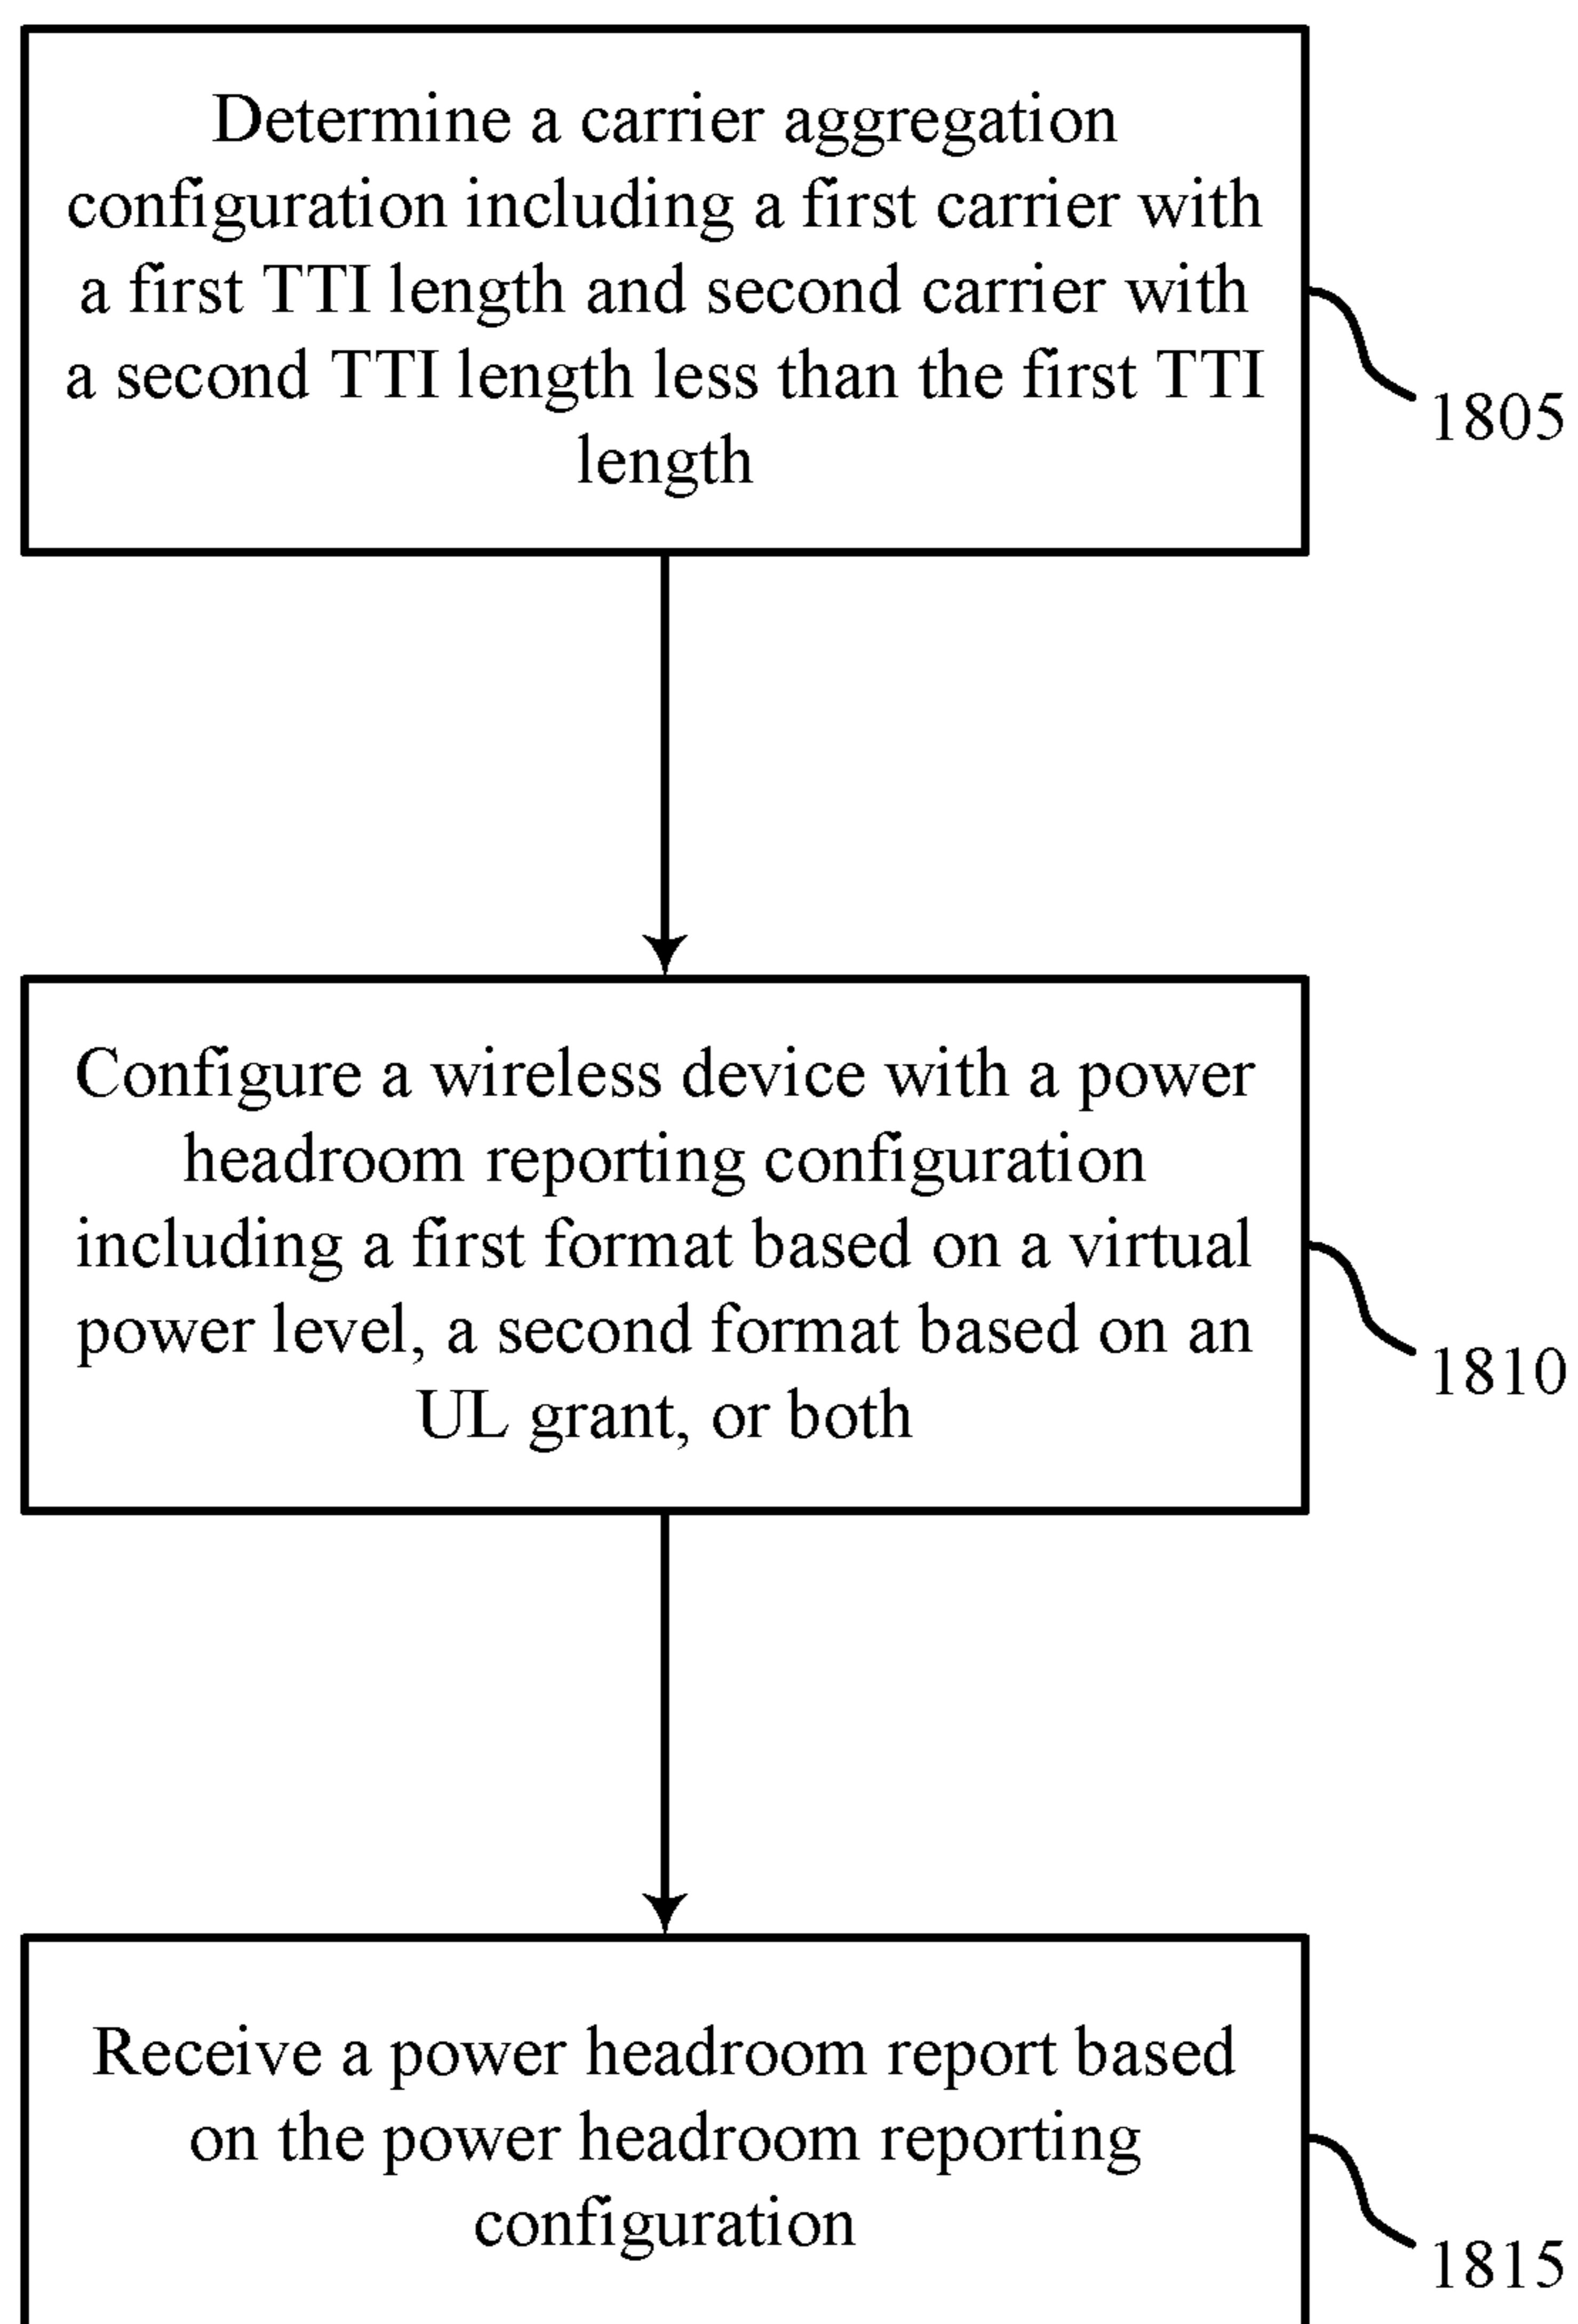 Determine a carrier aggregation
configuration including a first carrier with
a first TTI length and second carrier with
a second TTI length less than the first TTI
length
1805
Configure a wireless device with a power
headroom reporting configuration
including a first format based on a virtual
power level, a second format based on an
UL grant, or both
1810
Receive a power headroom report based
on the power headroom reporting
configuration
1815